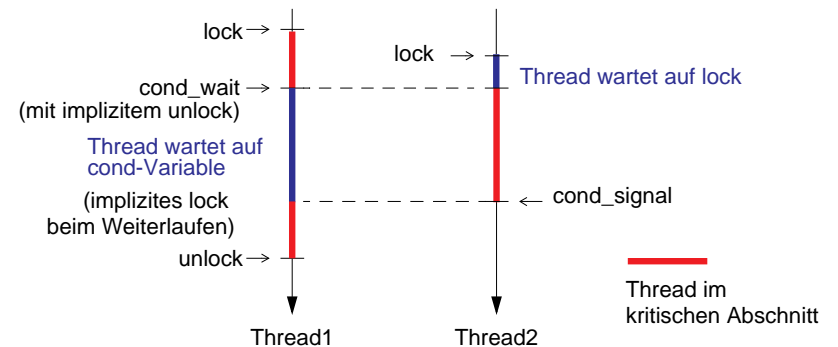 lock
cond_wait
(mit implizitem unlock)
Thread wartet auf
cond-Variable
(implizites lock
beim Weiterlaufen)
unlock
Thread1
lock
Thread wartet auf lock
cond_signal
Thread2
Thread im
kritischen Abschnitt